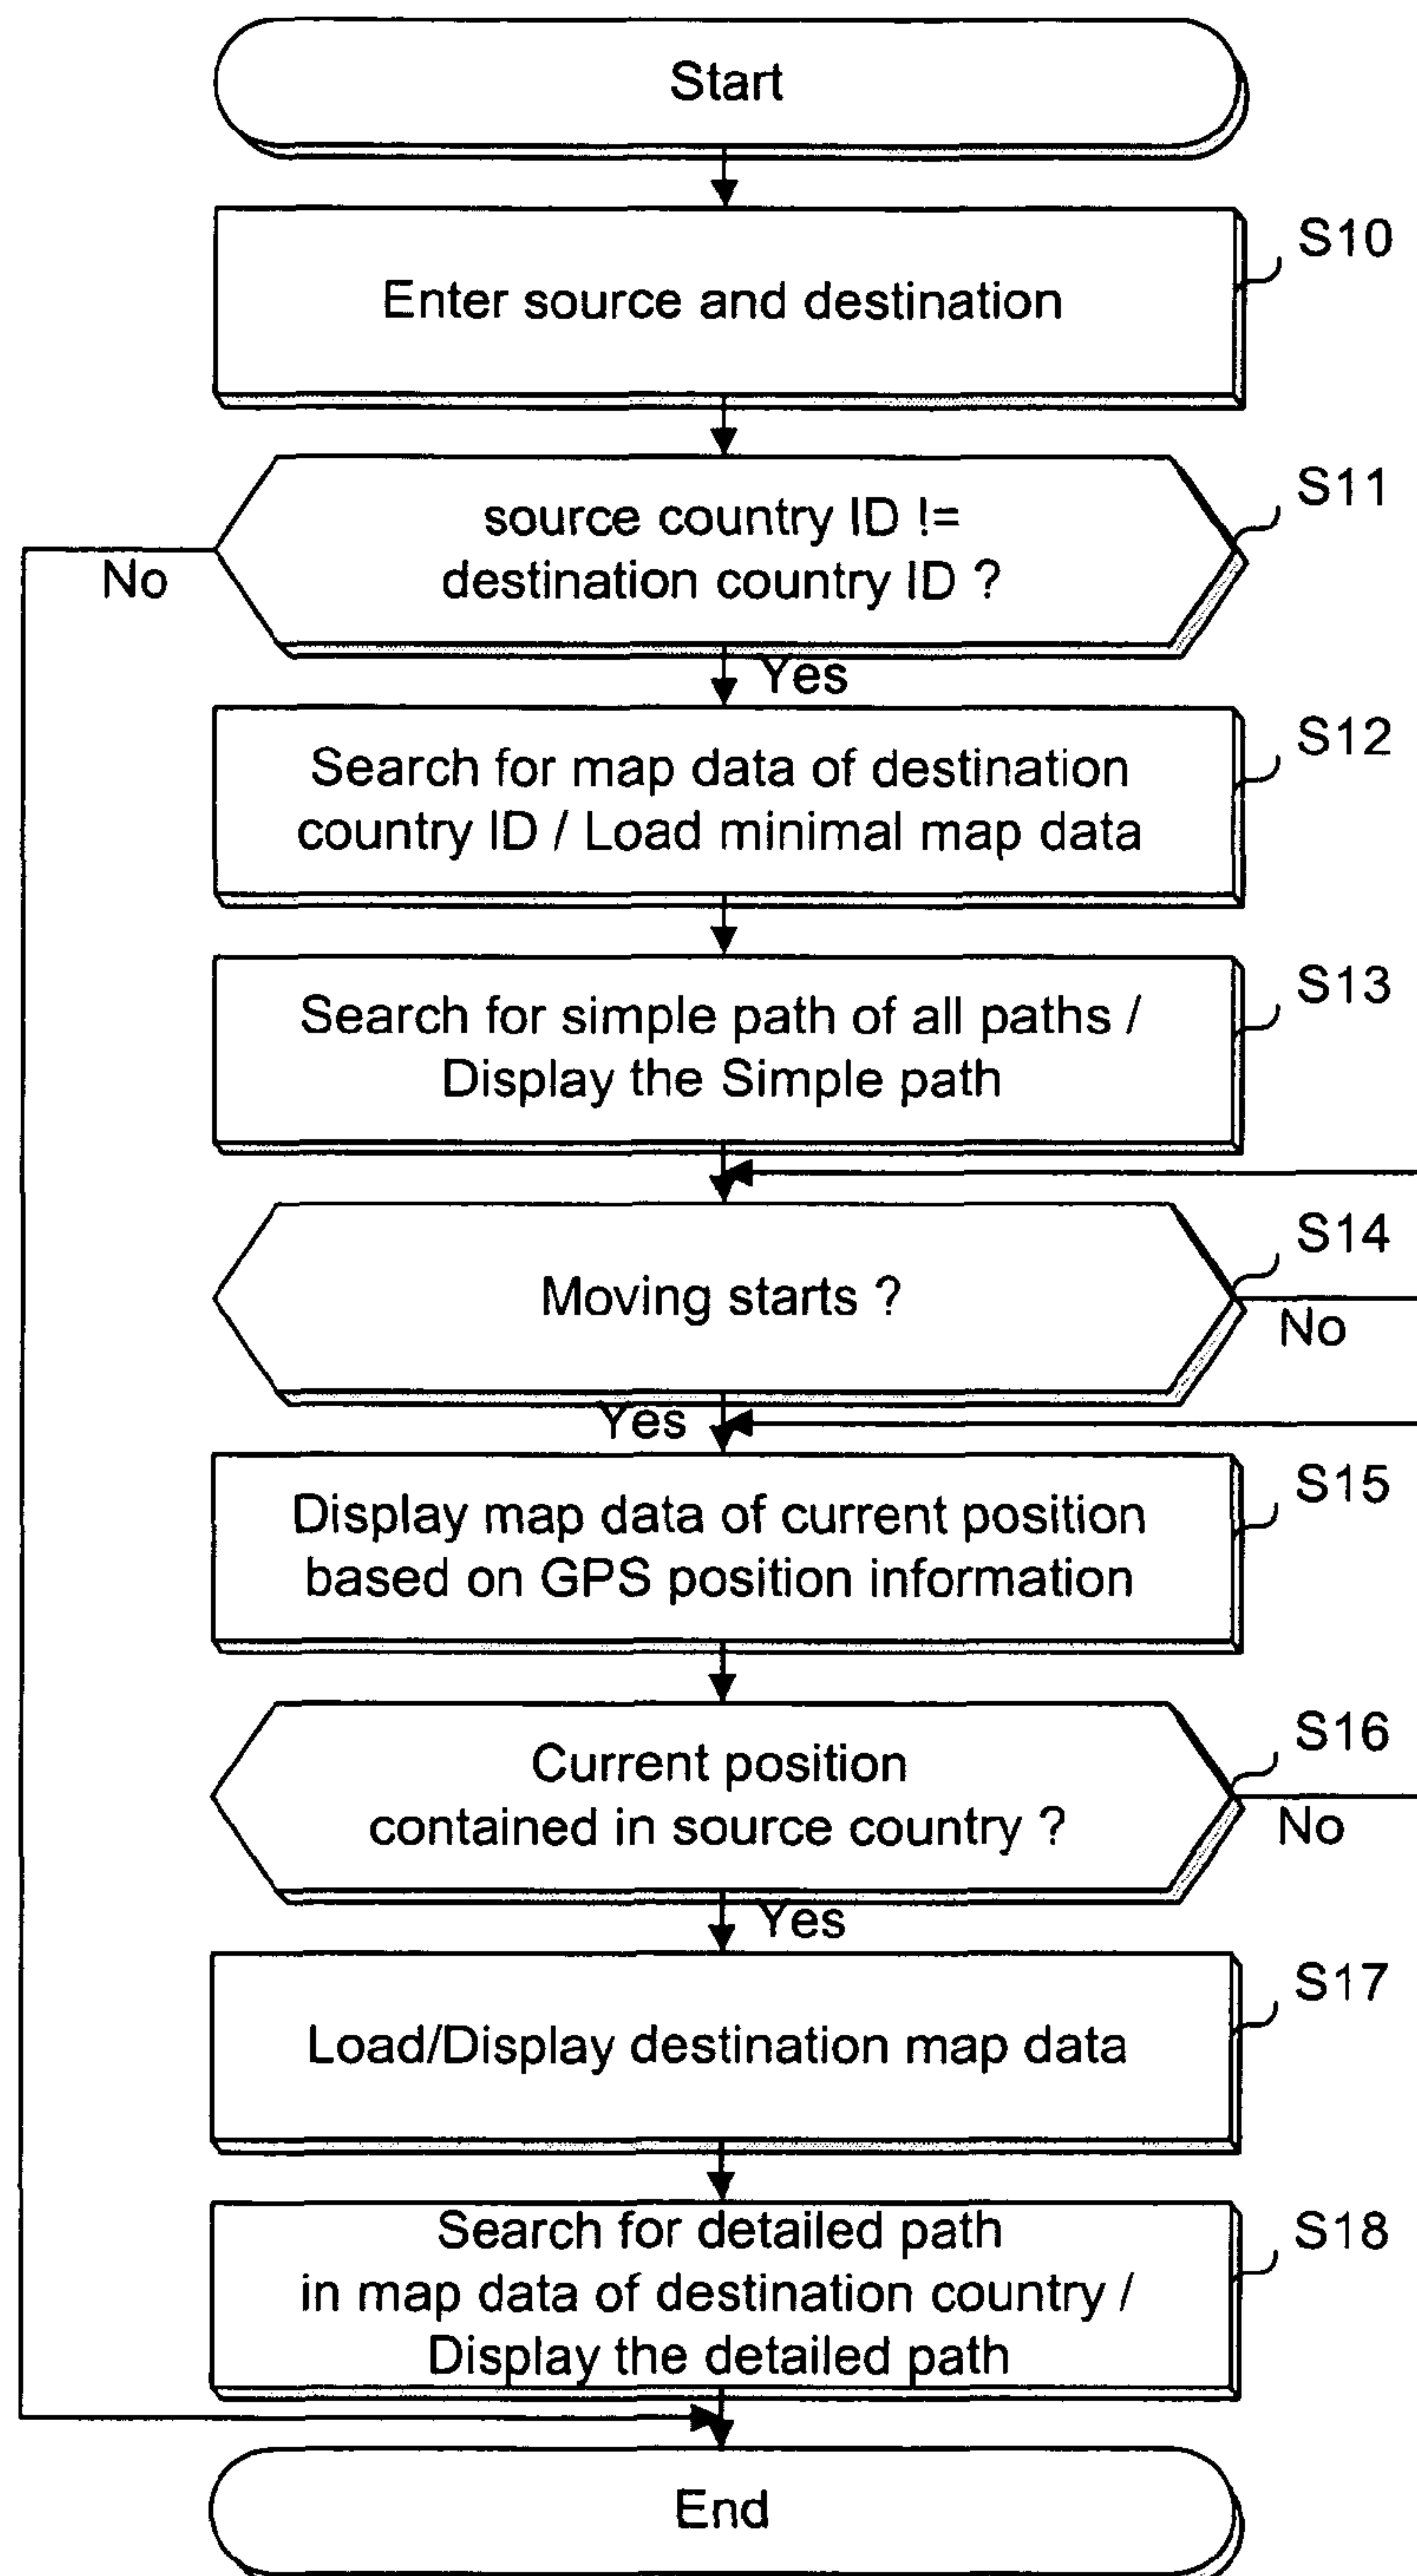 Start
Enter source and destination
S10
source country ID !=
destination country ID ?
S11
No
Yes
Search for map data of destination
country ID / Load minimal map data
S12
Search for simple path of all paths /
Display the Simple path
S13
Moving starts ?
S14
No
Yes
Display map data of current position
based on GPS position information
S15
Current position
contained in source country ?
S16
No
Yes
Load/Display destination map data
S17
Search for detailed path
in map data of destination country /
Display the detailed path
S18
End